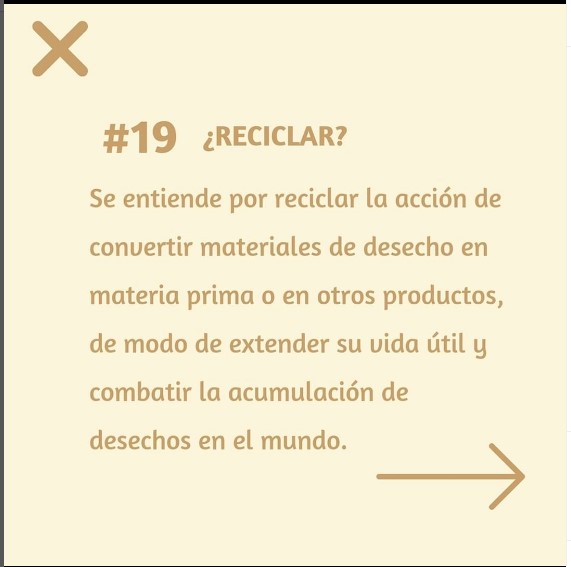 #19 ¿RECICLAR?
Se entiende por reciclar la acción de
convertir materiales de desecho en
materia prima o en otros productos,
de modo de extender su vida útil y
combatir la acumulación de
desechos en el mundo.